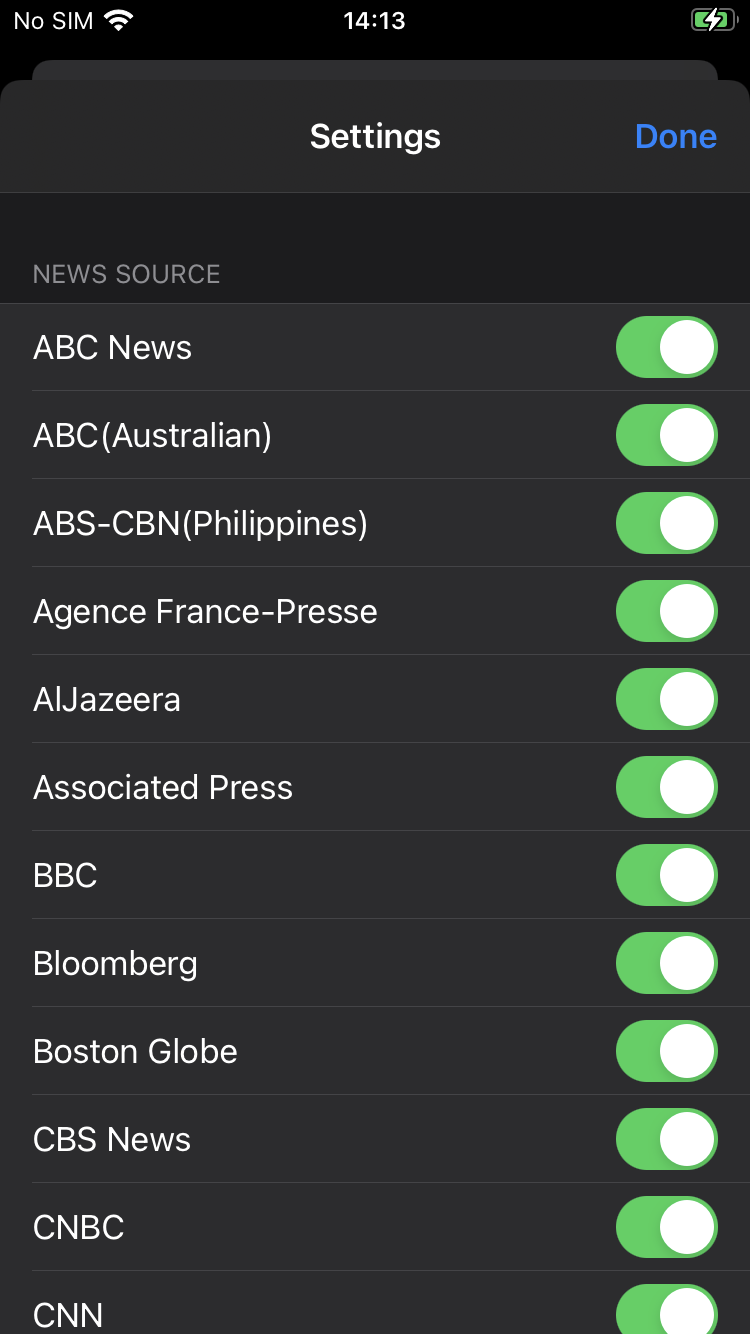 No SIM 14:13
Settings Done
NEWS SOURCE
ABC News
ABC(Australian)
ABS-CBN(Philippines)
Agence France-Presse
AlJazeera
Associated Press
BBC
Bloomberg
Boston Globe
CBS News
CNBC
CNN